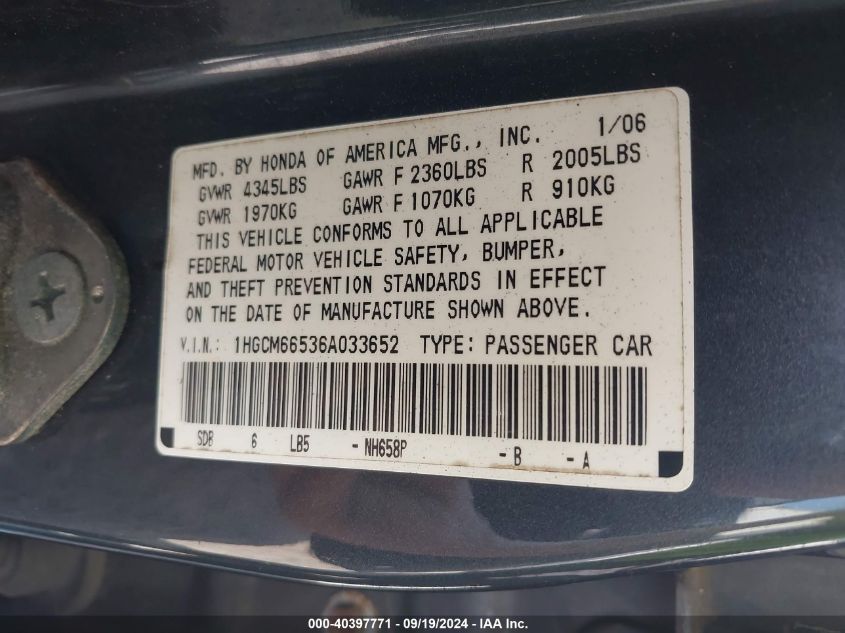 MFD. BY HONDA OF AMERICA MFG., INC. 1/06
GVWR 4345LBS GAWR F 2360LBS R 2005LBS
GVWR 1970KG GAWR F 1070KG R 910KG
THIS VEHICLE CONFORMS TO ALL APPLICABLE
FEDERAL MOTOR VEHICLE SAFETY, BUMPER,
AND THEFT PREVENTION STANDARDS IN EFFECT
ON THE DATE OF MANUFACTURE SHOWN ABOVE.
V.I.N.: 1HGCM66536A033652 TYPE: PASSENGER CAR
SDB 6 LB5 - NH658P - B - A
000-40397771 - 09/19/2024 - IAA Inc.